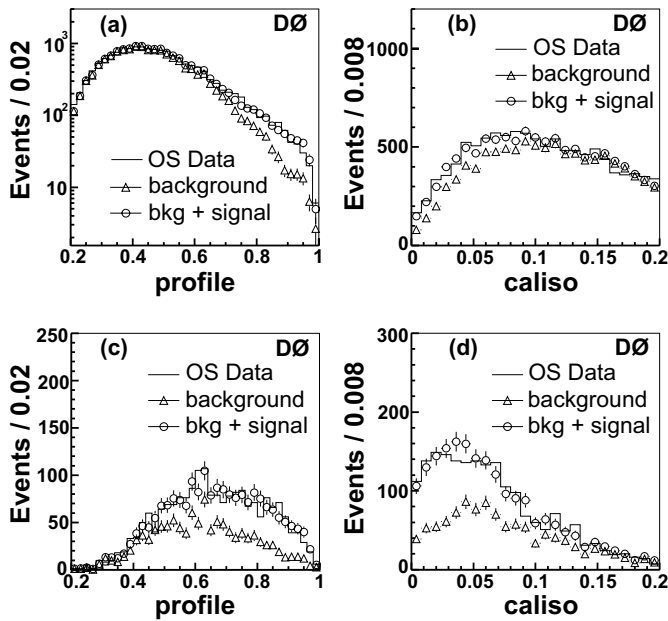 (a) DØ
Events / 0.02
10³
10²
10
OS Data
background
bkg + signal
0.2 0.4 0.6 0.8 1
profile
(b) DØ
Events / 0.008
1000
500
0
OS Data
background
bkg + signal
0 0.05 0.1 0.15 0.2
caliso
(c) DØ
Events / 0.02
250
200
150
100
50
0
OS Data
background
bkg + signal
0.2 0.4 0.6 0.8 1
profile
(d) DØ
Events / 0.008
300
200
100
0
OS Data
background
bkg + signal
0 0.05 0.1 0.15 0.2
caliso